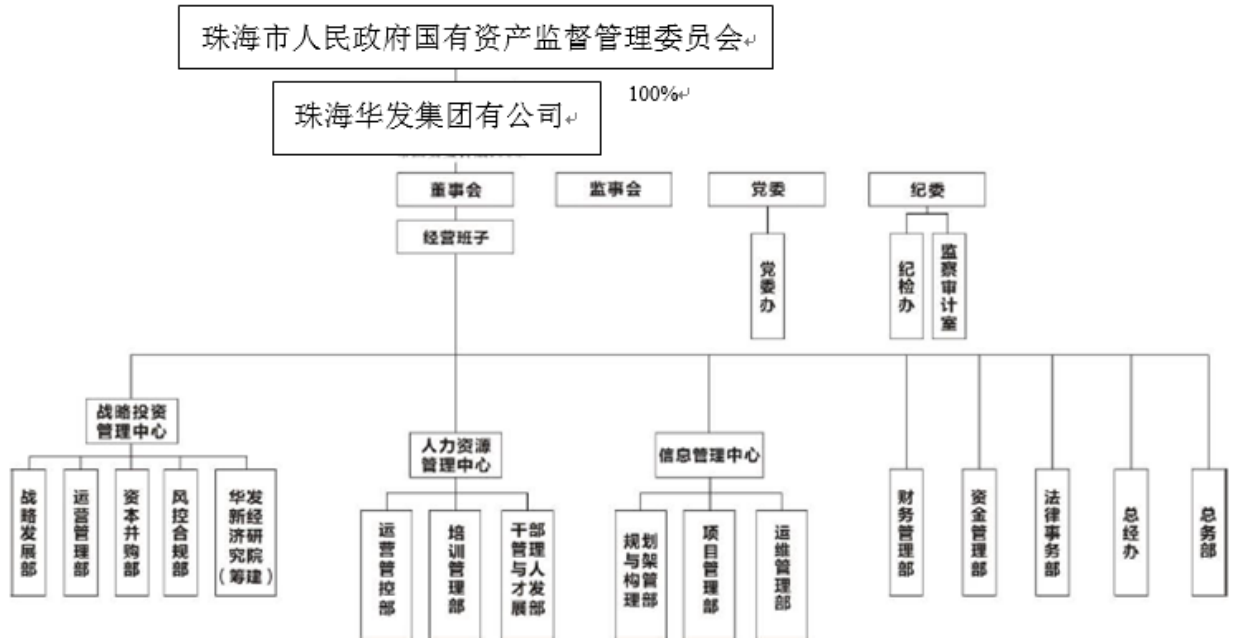 珠海市人民政府国有资产监督管理委员会
100%
珠海华发集团有公司
董事会
监事会
党委
纪委
经营班子
党委办
纪检办
监察审计室
战略投资
管理中心
人力资源
管理中心
信息管理中心
战略发展部
运营管理部
资本并购部
风控合规部
华发
新经
济研
究院
（筹建）
财务管理部
资金管理部
法律事务部
总经办
总务部
运营管控部
培训管理部
干部
管理
与人
才发
展部
规划
与架
构管
理部
项目管理部
运维管理部